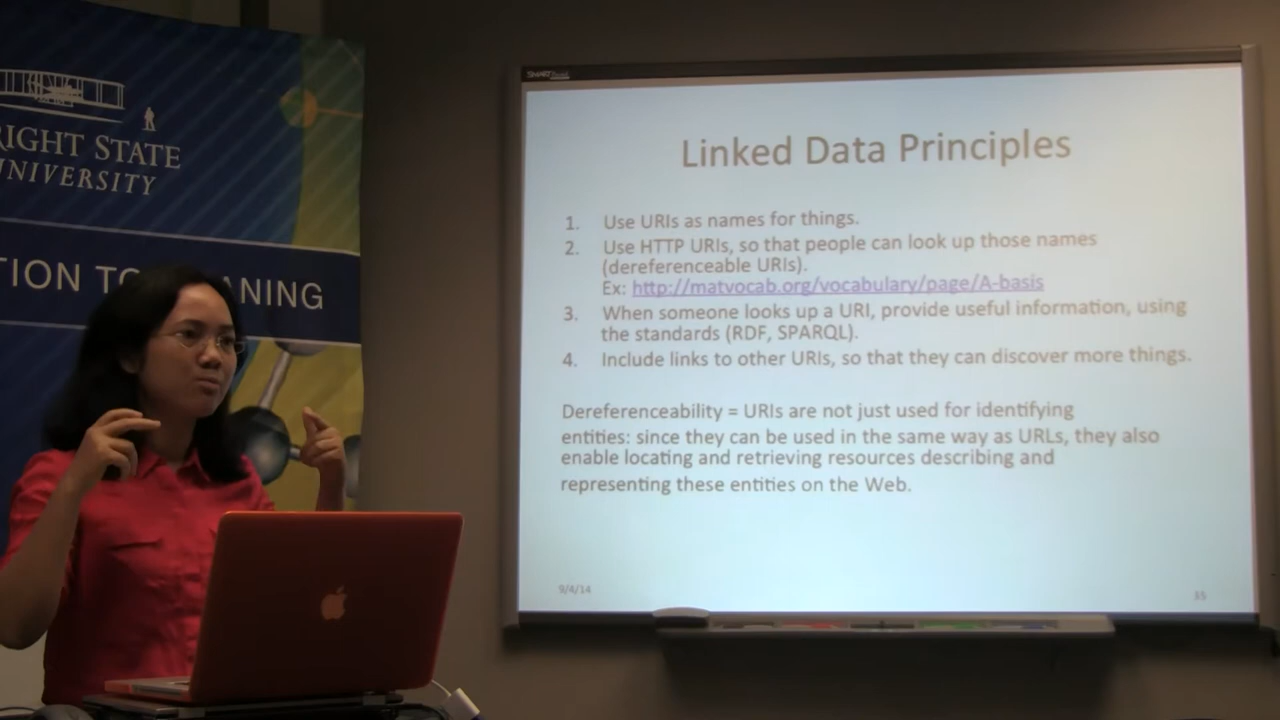 RIGHT STATE
UNIVERSITY
TION TO
ANING
SMART
Linked Data Principles
1. Use URIs as names for things.
2. Use HTTP URIs, so that people can look up those names
(dereferenceable URIs).
Ex: http://matvocab.org/vocabulary/page/A-basis
3. When someone looks up a URI, provide useful information, using
the standards (RDF, SPARQL).
4. Include links to other URIs, so that they can discover more things.
Dereferenceability = URIs are not just used for identifying
entities: since they can be used in the same way as URLs, they also
enable locating and retrieving resources describing and
representing these entities on the Web.
9/4/14
35